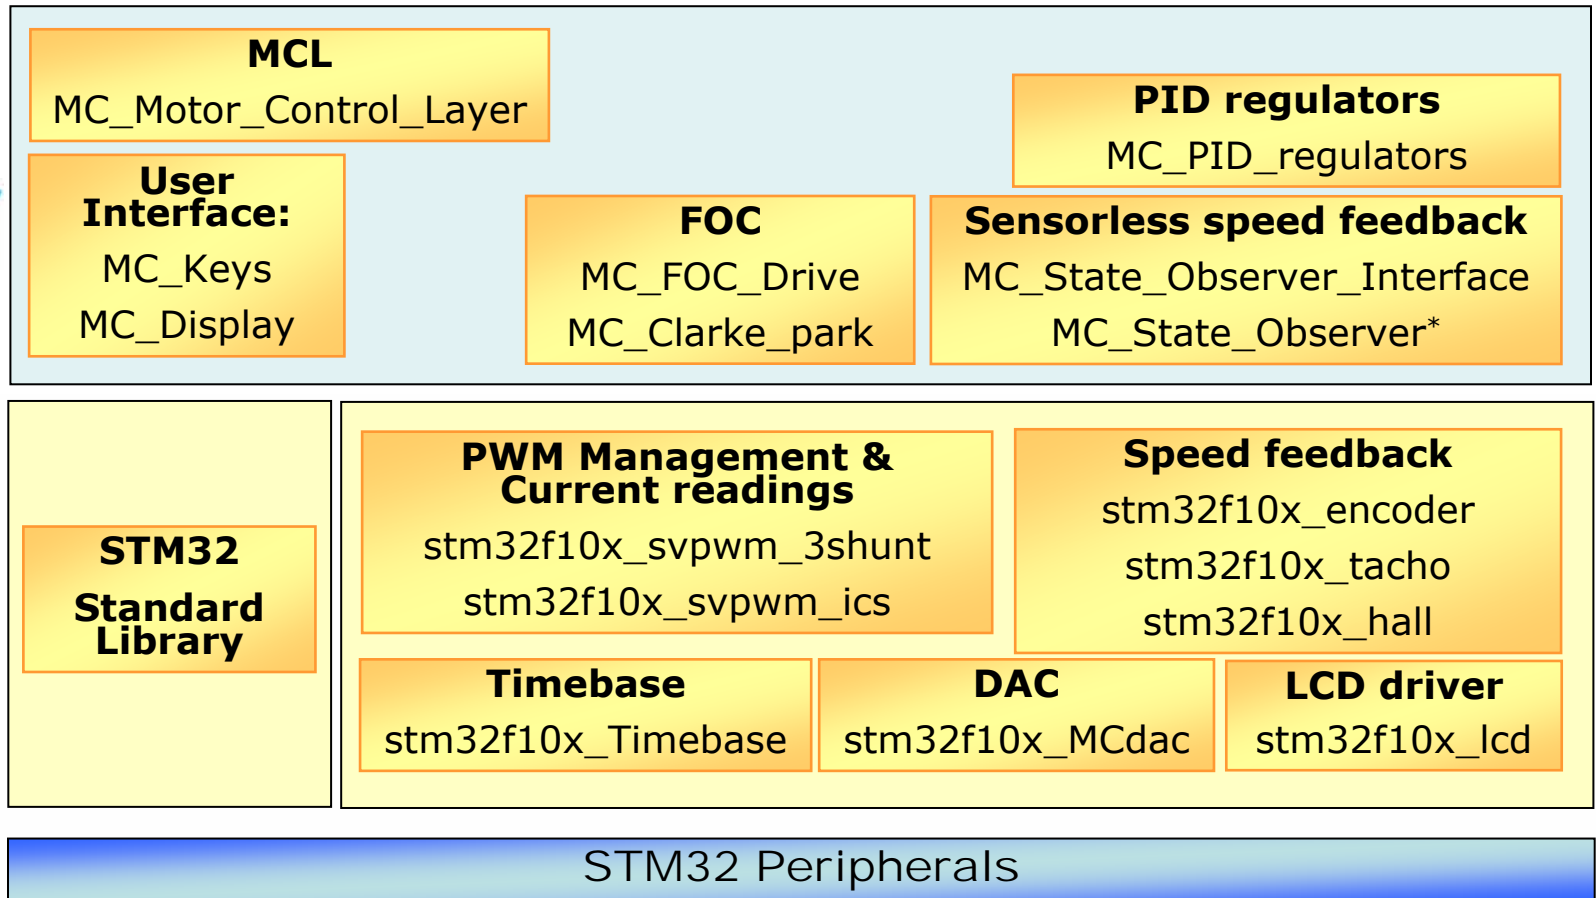 MCL
MC_Motor_Control_Layer
User
Interface:
MC_Keys
MC_Display
FOC
MC_FOC_Drive
MC_Clarke_park
PID regulators
MC_PID_regulators
Sensorless speed feedback
MC_State_Observer_Interface
MC_State_Observer*
STM32
Standard
Library
PWM Management &
Current readings
stm32f10x_svpwm_3shunt
stm32f10x_svpwm_ics
Speed feedback
stm32f10x_encoder
stm32f10x_tacho
stm32f10x_hall
Timebase
stm32f10x_Timebase
DAC
stm32f10x_MCdac
LCD driver
stm32f10x_lcd
STM32 Peripherals